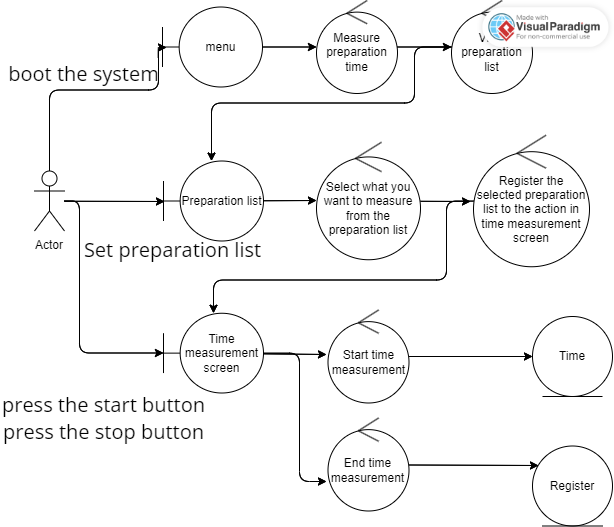 Made with
VisualParadigm
For non-commercial use
menu
Measure
preparation
time
preparation
list
boot the system
Preparation list
Select what you
want to measure
from the
preparation list
Register the
selected preparation
list to the action in
time measurement
screen
Actor
Set preparation list
Time
measurement
screen
Start time
measurement
Time
press the start button
press the stop button
End time
measurement
Register